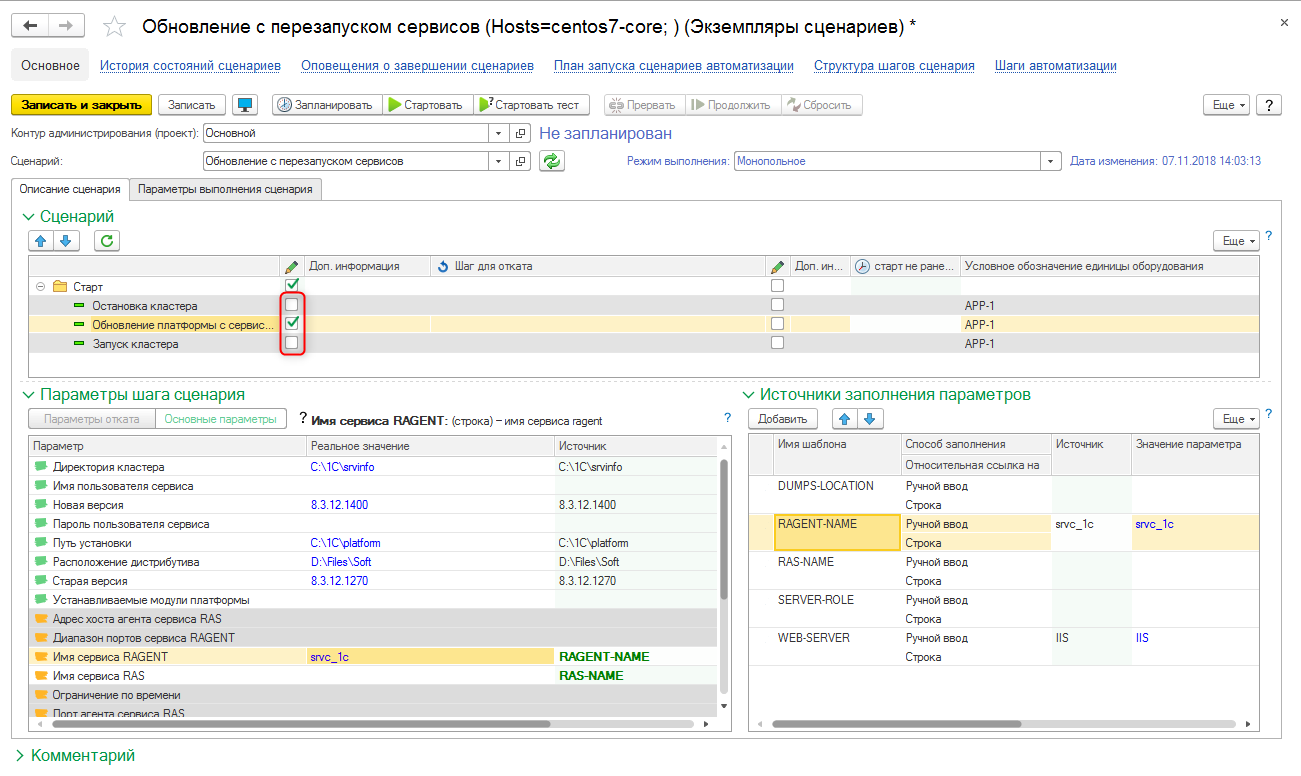 Обновление с перезапуском сервисов (Hosts=centos7-core; ) (Экземпляры сценариев) *
Основное История состояний сценариев Оповещения о завершении сценариев План запуска сценариев автоматизации Структура шагов сценария Шаги автоматизации
Записать и закрыть Записать Запланировать Стартовать Стартовать тест Прервать Продолжить Сбросить Еще ?
Контур администрирования (проект): Основной Не запланирован
Сценарий: Обновление с перезапуском сервисов Режим выполнения: Монопольное Дата изменения: 07.11.2018 14:03:13
Описание сценария Параметры выполнения сценария
Сценарий
Еще ?
Доп. информация Шаг для отката Доп. ин... старт не ране... Условное обозначение единицы оборудования
Старт
Остановка кластера APP-1
Обновление платформы с сервис... APP-1
Запуск кластера APP-1
Параметры шага сценария
Параметры отката Основные параметры ? Имя сервиса RAGENT: (строка) – имя сервиса ragent ?
Параметр Реальное значение Источник
Директория кластера C:\1C\srvinfo C:\1C\srvinfo
Имя пользователя сервиса
Новая версия 8.3.12.1400 8.3.12.1400
Пароль пользователя сервиса
Путь установки C:\1C\platform C:\1C\platform
Расположение дистрибутива D:\Files\Soft D:\Files\Soft
Старая версия 8.3.12.1270 8.3.12.1270
Устанавливаемые модули платформы
Адрес хоста агента сервиса RAS
Диапазон портов сервиса RAGENT
Имя сервиса RAGENT srvc_1c RAGENT-NAME
Имя сервиса RAS RAS-NAME
Ограничение по времени
Порт агента сервиса RAS
Источники заполнения параметров
Добавить Еще ?
Имя шаблона Способ заполнения Источник Значение параметра
Относительная ссылка на
DUMPS-LOCATION Ручной ввод
Строка
RAGENT-NAME Ручной ввод srvc_1c srvc_1c
Строка
RAS-NAME Ручной ввод
Строка
SERVER-ROLE Ручной ввод
Строка
WEB-SERVER Ручной ввод IIS IIS
Строка
Комментарий